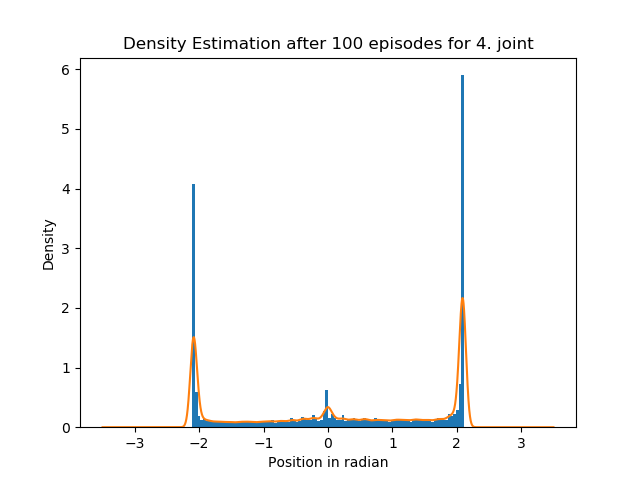 Density Estimation after 100 episodes for 4. joint
6
5
4
3
2
1
0
Density
−3 −2 −1 0 1 2 3
Position in radian